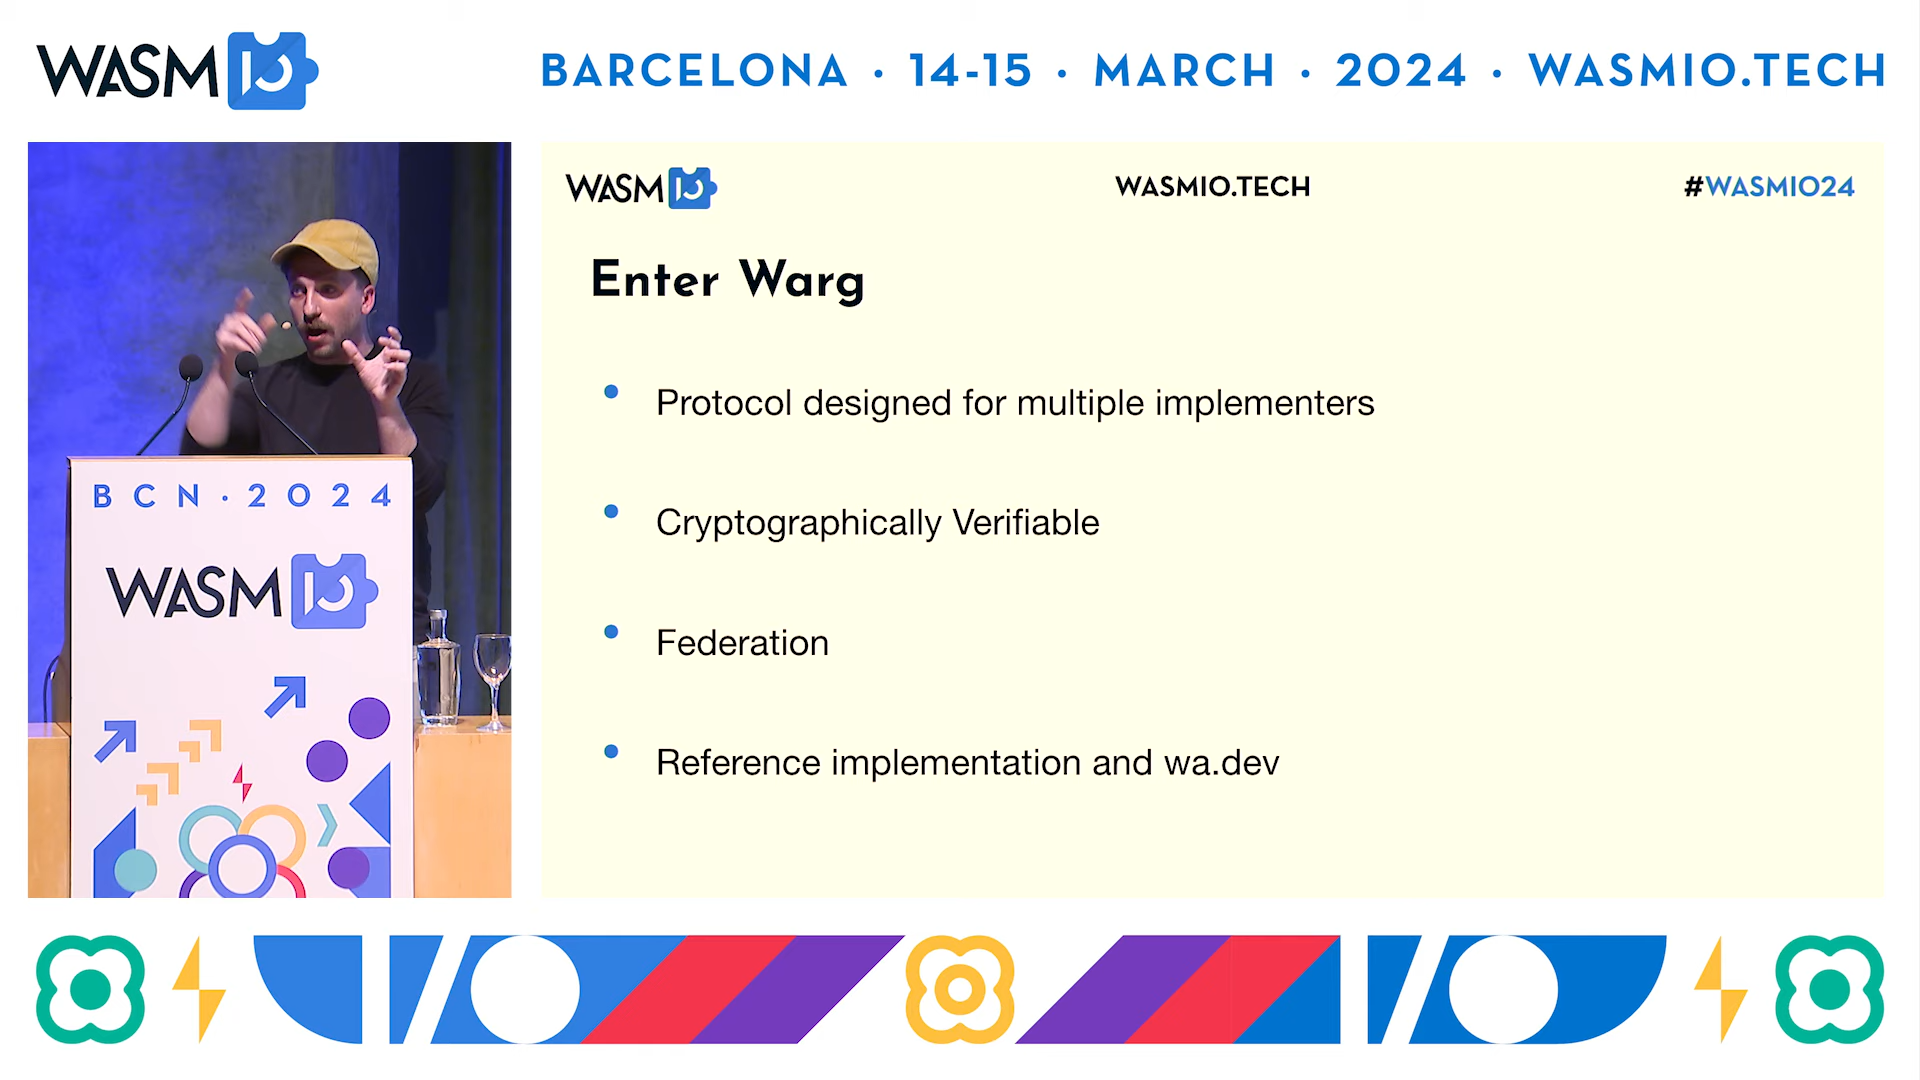 WASM IO
BARCELONA · 14-15 · MARCH · 2024 · WASMIO.TECH
WASM IO
WASMIO.TECH
#WASMIO24
Enter Warg
• Protocol designed for multiple implementers
• Cryptographically Verifiable
• Federation
• Reference implementation and wa.dev
BCN·2024
WASM IO